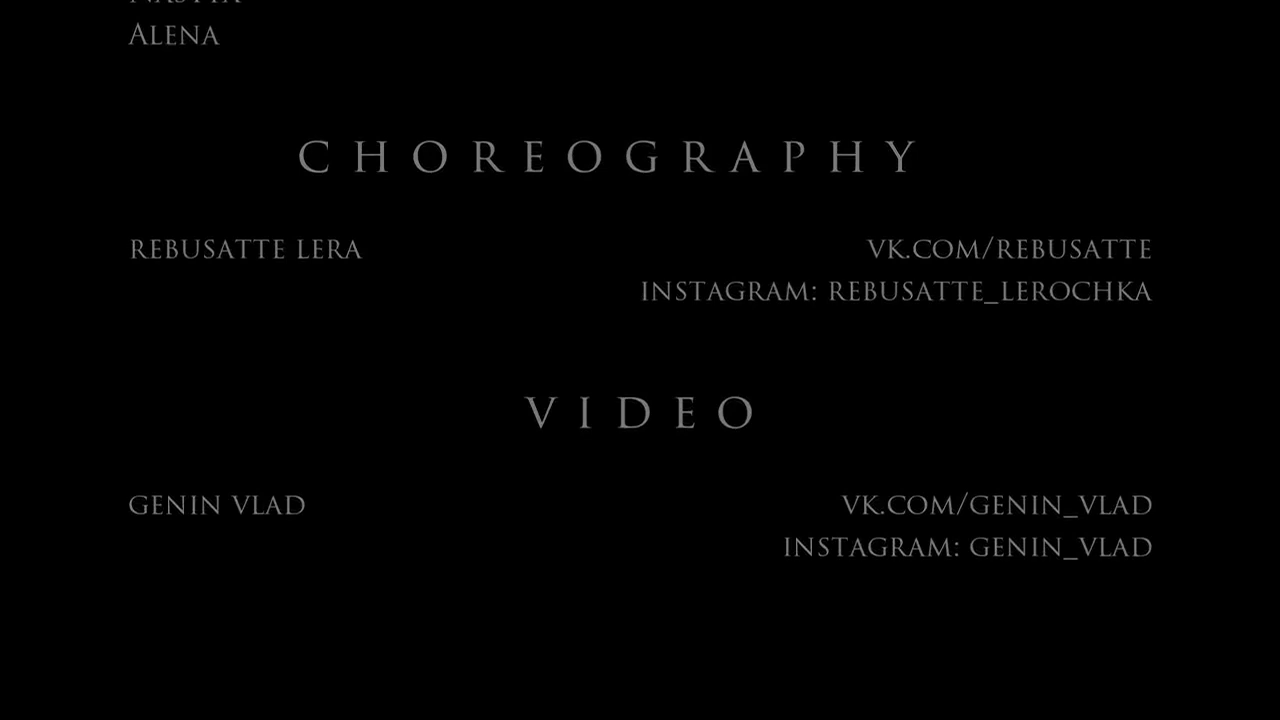 Alena
CHOREOGRAPHY
REBUSATTE LERA VK.COM/REBUSATTE
INSTAGRAM: REBUSATTE_LEROCHKA
VIDEO
GENIN VLAD VK.COM/GENIN_VLAD
INSTAGRAM: GENIN_VLAD